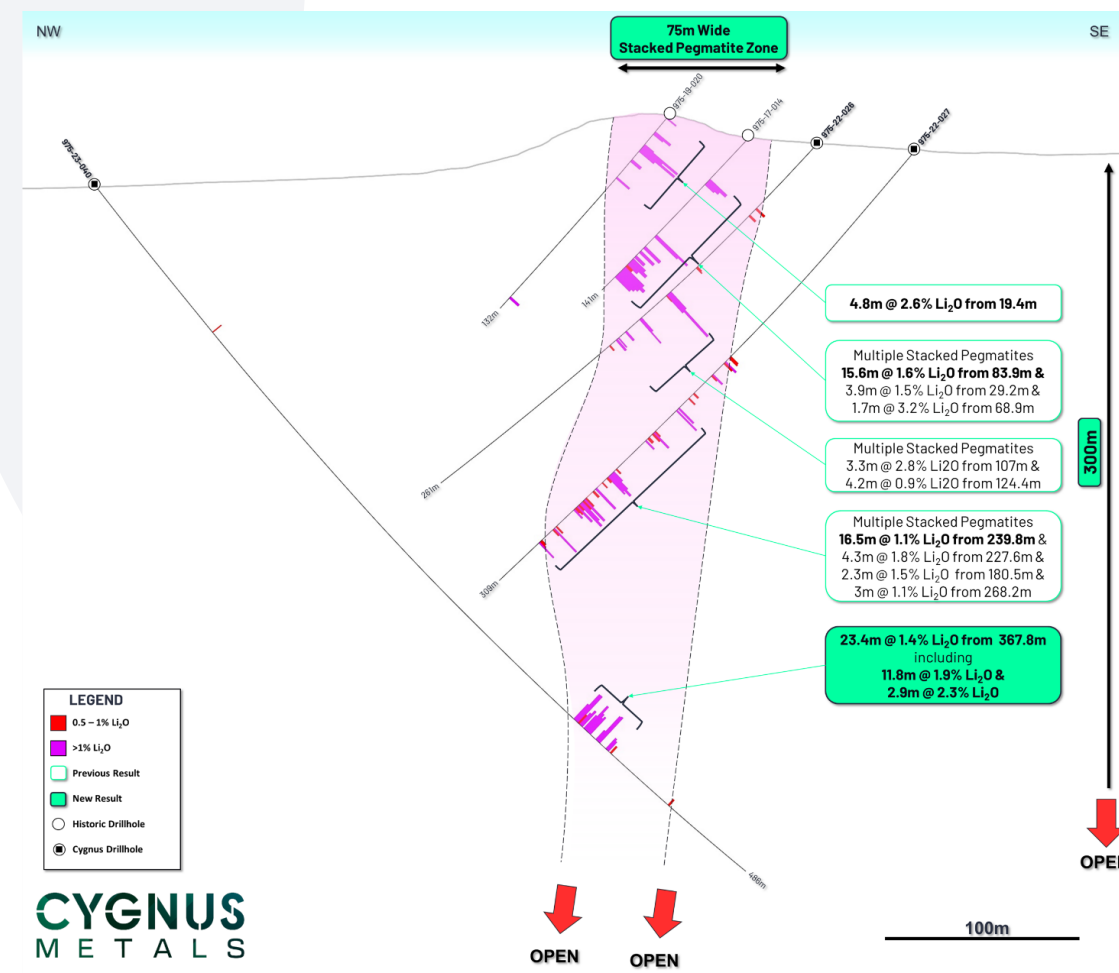 NW
75m Wide
Stacked Pegmatite Zone
SE
975-19-020
975-17-014
975-22-026
975-22-027
975-23-040
132m
141m
261m
309m
486m
4.8m @ 2.6% Li₂O from 19.4m
Multiple Stacked Pegmatites
15.6m @ 1.6% Li₂O from 83.9m &
3.9m @ 1.5% Li₂O from 29.2m &
1.7m @ 3.2% Li₂O from 68.9m
Multiple Stacked Pegmatites
3.3m @ 2.8% Li2O from 107m &
4.2m @ 0.9% Li2O from 124.4m
Multiple Stacked Pegmatites
16.5m @ 1.1% Li₂O from 239.8m &
4.3m @ 1.8% Li₂O from 227.6m &
2.3m @ 1.5% Li₂O from 180.5m &
3m @ 1.1% Li₂O from 268.2m
23.4m @ 1.4% Li₂O from 367.8m
including
11.8m @ 1.9% Li₂O &
2.9m @ 2.3% Li₂O
300m
LEGEND
0.5 – 1% Li₂O
>1% Li₂O
Previous Result
New Result
Historic Drillhole
Cygnus Drillhole
CYGNUS
METALS
OPEN
OPEN
OPEN
100m